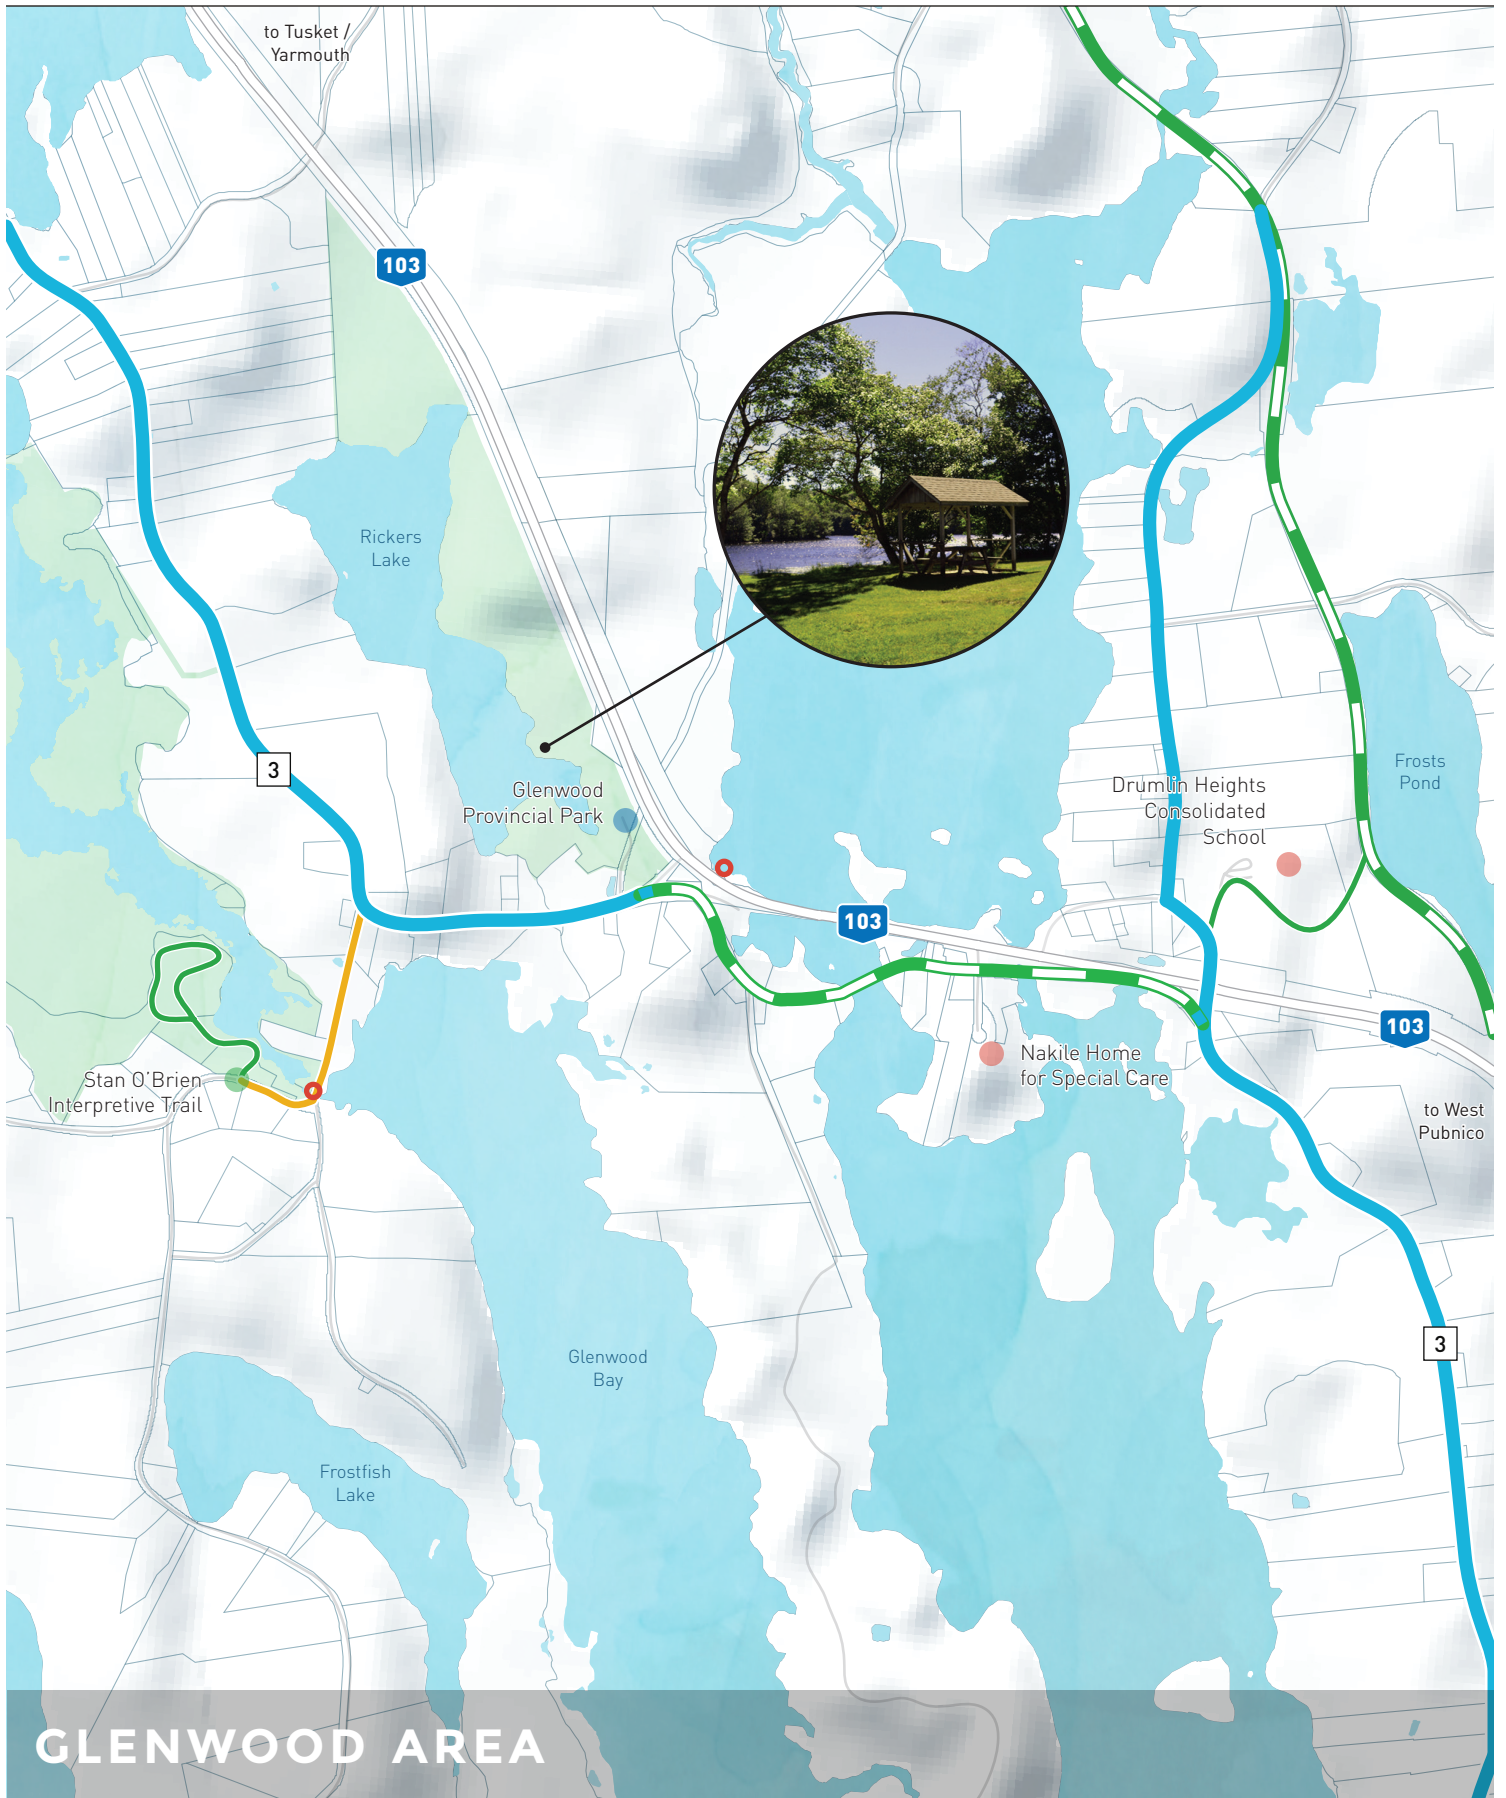 to Tusket /
Yarmouth
103
Rickers
Lake
3
Glenwood
Provincial Park
Drumlin Heights
Consolidated
School
Frosts
Pond
103
103
Nakile Home
for Special Care
Stan O'Brien
Interpretive Trail
to West
Pubnico
3
Glenwood
Bay
Frostfish
Lake
GLENWOOD AREA